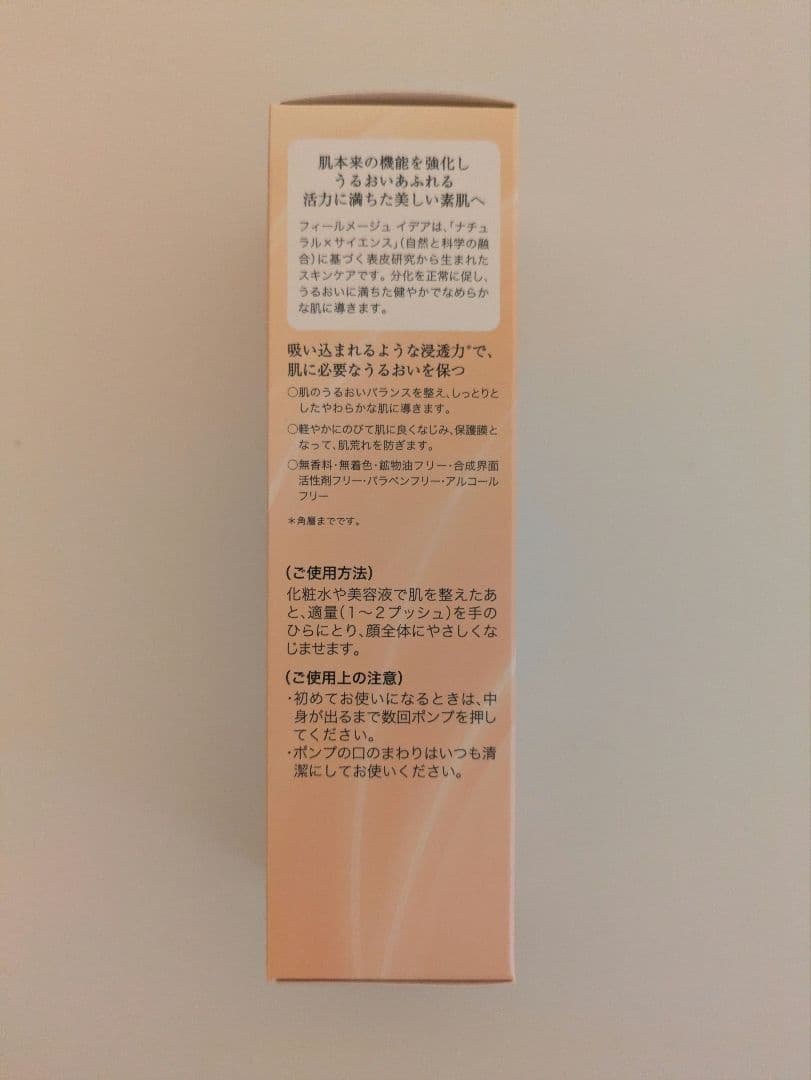 肌本来の機能を強化し
うるおいあふれる
活力に満ちた美しい素肌へ
フィールメージュ イデアは、「ナチュ
ラル×サイエンス」(自然と科学の融
合)に基づく表皮研究から生まれた
スキンケアです。分化を正常に促し、
うるおいに満ちた健やかでなめらか
な肌に導きます。
吸い込まれるような浸透力*で、
肌に必要なうるおいを保つ
○肌のうるおいバランスを整え、しっとりと
したやわらかな肌に導きます。
○軽やかにのびて肌に良くなじみ、保護膜と
なって、肌荒れを防ぎます。
○無香料・無着色・鉱物油フリー・合成界面
活性剤フリー・パラベンフリー・アルコール
フリー
*角層までです。
(ご使用方法)
化粧水や美容液で肌を整えたあ
と、適量(1〜2プッシュ)を手の
ひらにとり、顔全体にやさしくな
じませます。
(ご使用上の注意)
・初めてお使いになるときは、中
身が出るまで数回ポンプを押し
てください。
・ポンプの口のまわりはいつも清
潔にしてお使いください。